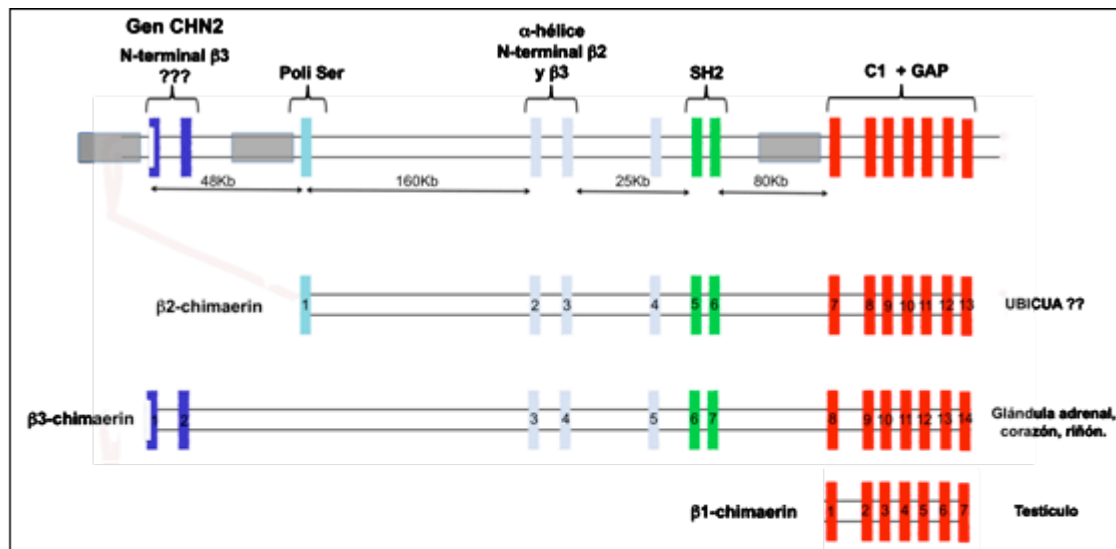 Gen CHN2
N-terminal β3
???
Poli Ser
α-hélice
N-terminal β2
y β3
SH2
C1 + GAP
48Kb
160Kb
25Kb
80Kb
β2-chimaerin
1
2
3
4
5
6
7
8
9
10
11
12
13
UBICUA ??
β3-chimaerin
1
2
3
4
5
6
7
8
9
10
11
12
13
14
Glándula adrenal,
corazón, riñón.
β1-chimaerin
1
2
3
4
5
6
7
Testículo